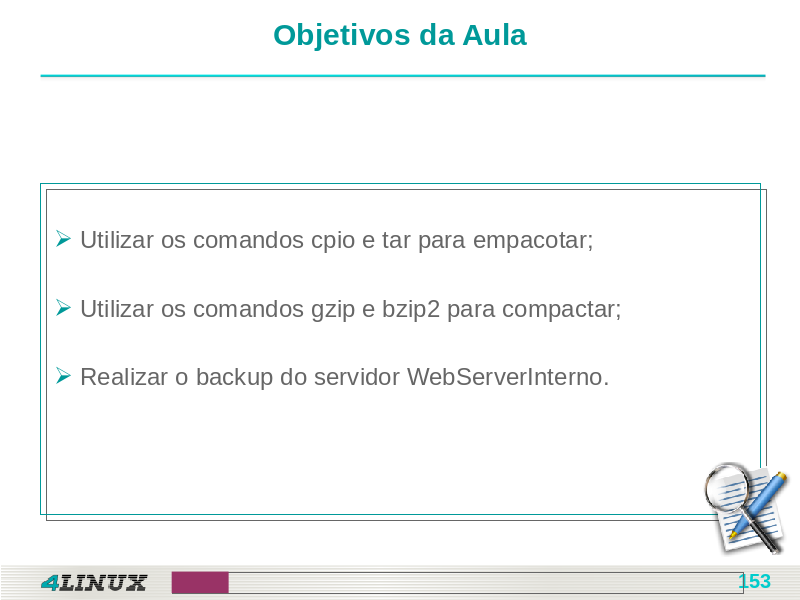 Objetivos da Aula
Utilizar os comandos cpio e tar para empacotar;
Utilizar os comandos gzip e bzip2 para compactar;
Realizar o backup do servidor WebServerInterno.
4LINUX
153